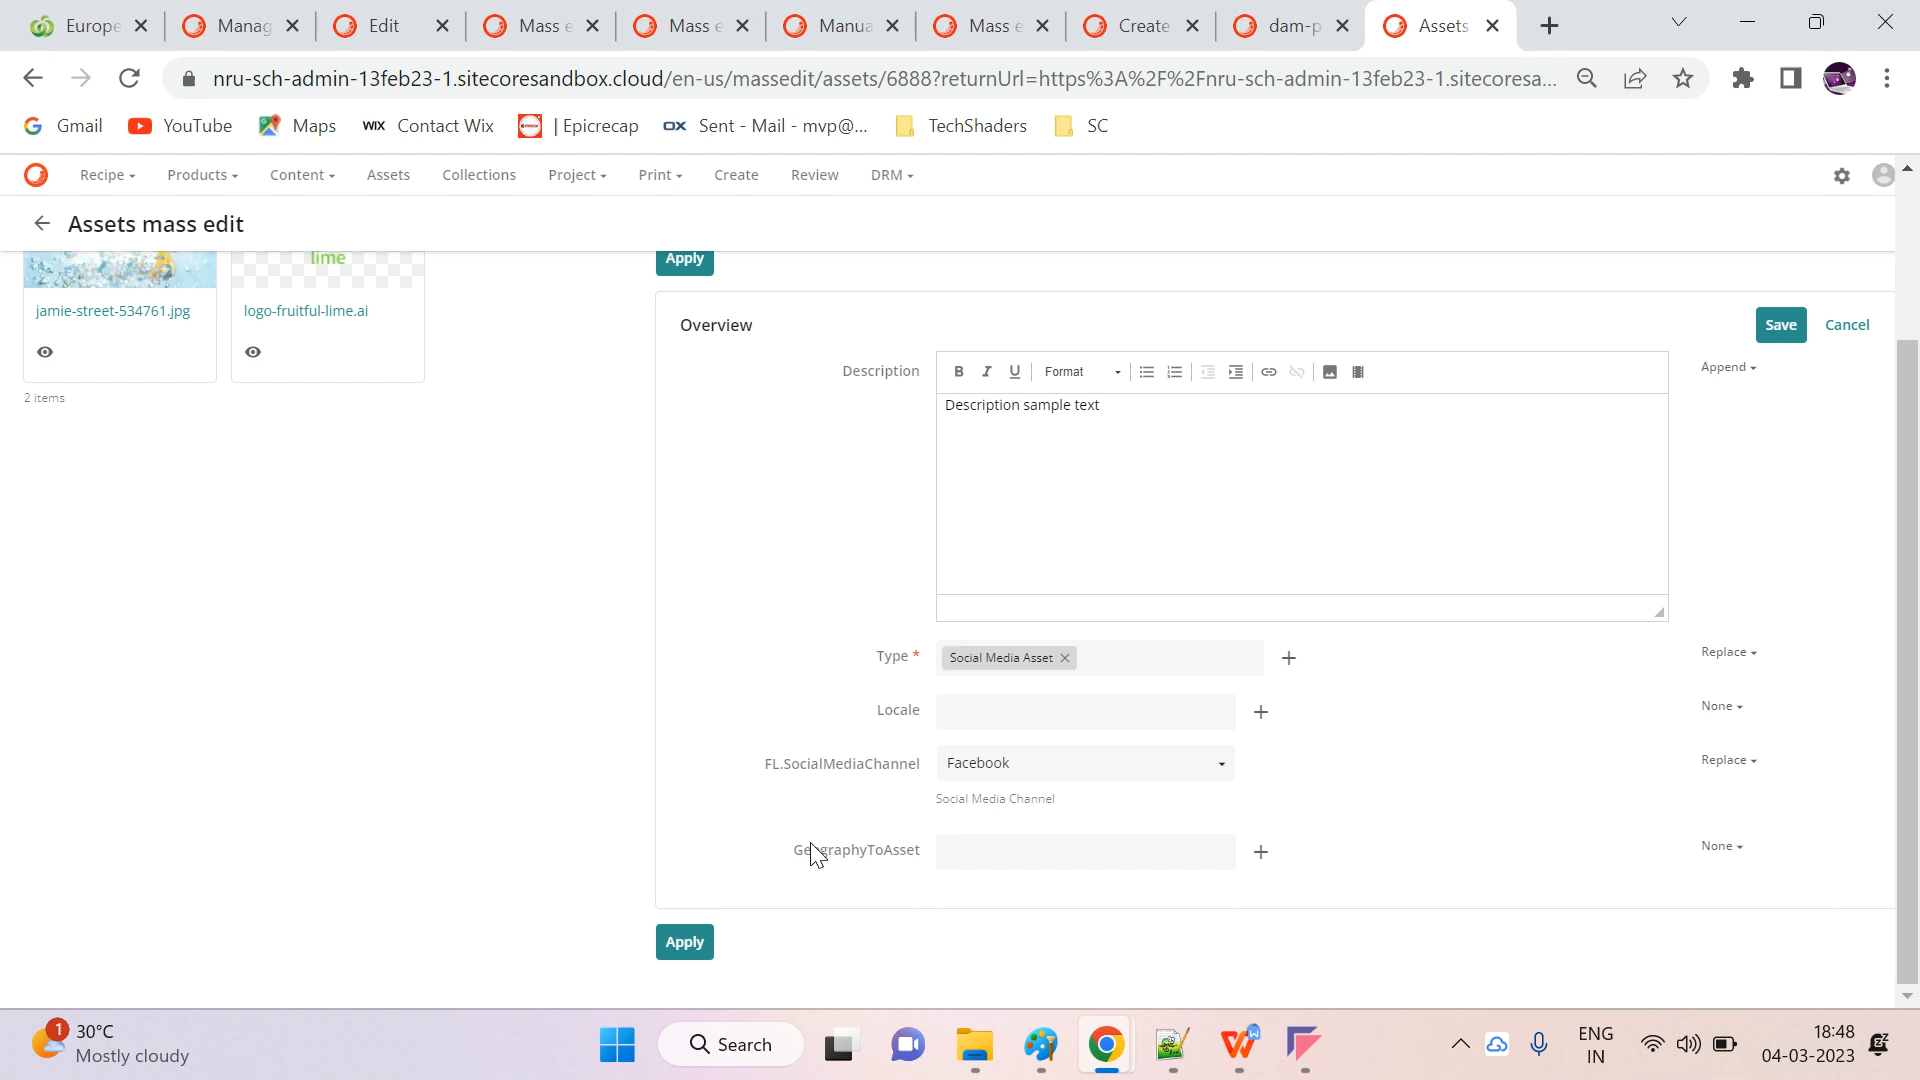 Europe Manag Edit Mass e Mass e Manua Mass e Create dam-p Assets
nru-sch-admin-13feb23-1.sitecoresandbox.cloud/en-us/massedit/assets/6888?returnUrl=https%3A%2F%2Fnru-sch-admin-13feb23-1.sitecoresa...
Gmail YouTube Maps WIX Contact Wix | Epicrecap OX Sent - Mail - mvp@... TechShaders SC
Recipe Products Content Assets Collections Project Print Create Review DRM
Assets mass edit
lime
Apply
jamie-street-534761.jpg logo-fruitful-lime.ai
2 items
Overview Save Cancel
Description B I U Format Append
Description sample text
Type * Social Media Asset Replace
Locale None
FL.SocialMediaChannel Facebook Replace
Social Media Channel
None
Apply
1 30°C
Mostly cloudy
Search
ENG
IN
18:48
04-03-2023